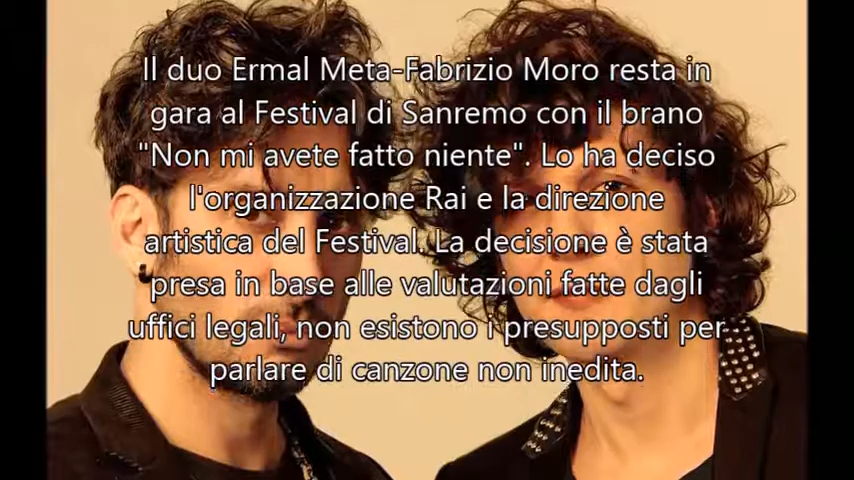 Il duo Ermal Meta-Fabrizio Moro resta in
gara al Festival di Sanremo con il brano
"Non mi avete fatto niente". Lo ha deciso
l'organizzazione Rai e la direzione
artistica del Festival. La decisione è stata
presa in base alle valutazioni fatte dagli
uffici legali, non esistono i presupposti per
parlare di canzone non inedita.